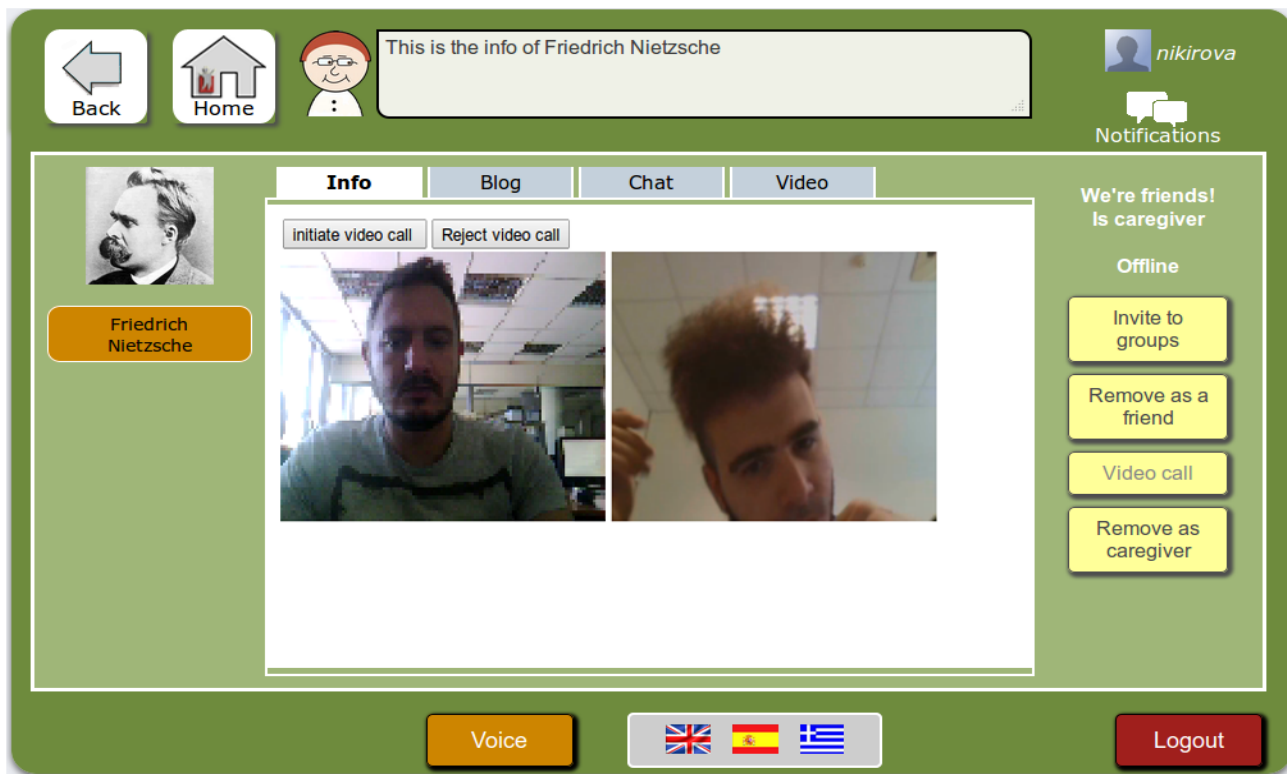 Back
Home
This is the info of Friedrich Nietzsche
nikirova
Notifications
Friedrich
Nietzsche
Info
Blog
Chat
Video
initiate video call
Reject video call
We're friends!
Is caregiver
Offline
Invite to
groups
Remove as a
friend
Video call
Remove as
caregiver
Voice
Logout